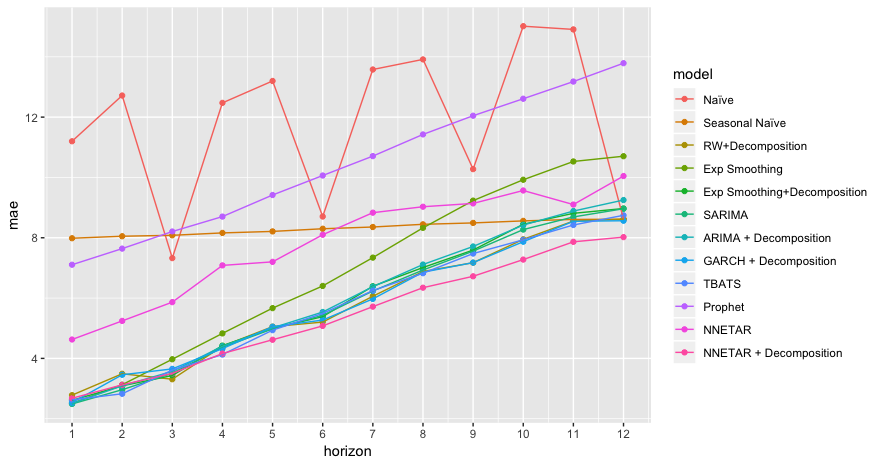 12
8
4
mae
1 2 3 4 5 6 7 8 9 10 11 12
horizon
model
Naïve
Seasonal Naïve
RW+Decomposition
Exp Smoothing
Exp Smoothing+Decomposition
SARIMA
ARIMA + Decomposition
GARCH + Decomposition
TBATS
Prophet
NNETAR
NNETAR + Decomposition